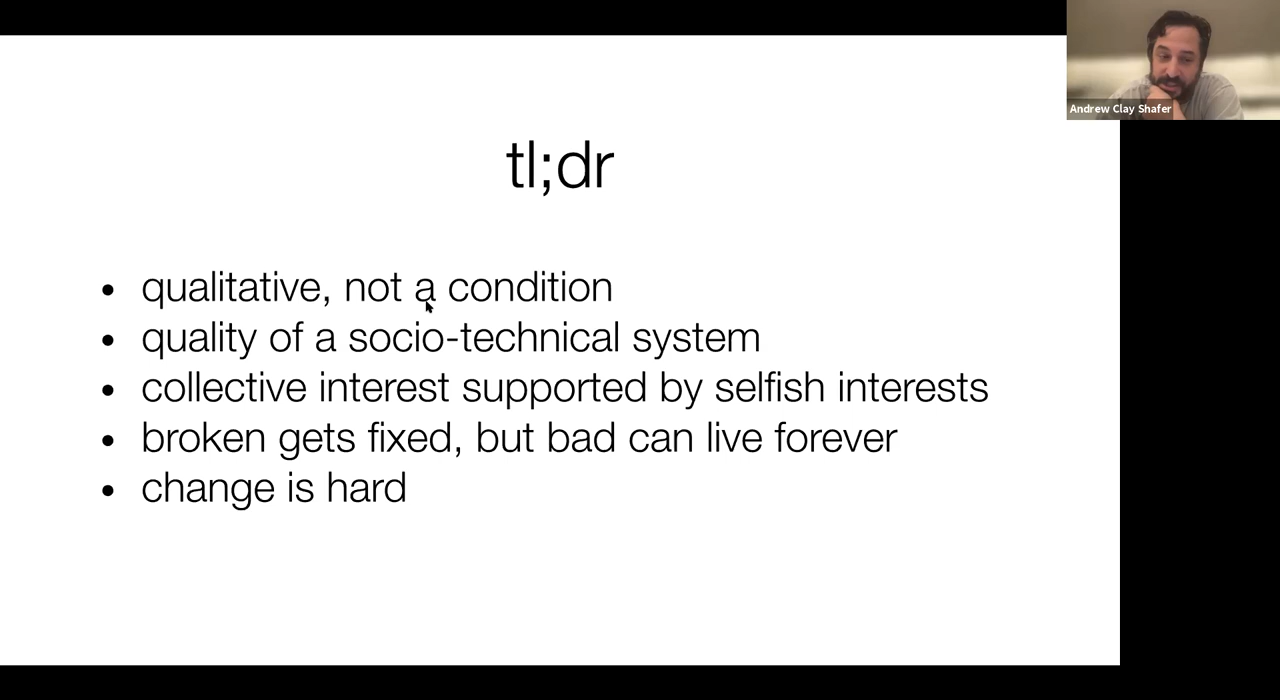 Andrew Clay Shafer
tl;dr
• qualitative, not a condition
• quality of a socio-technical system
• collective interest supported by selfish interests
• broken gets fixed, but bad can live forever
• change is hard